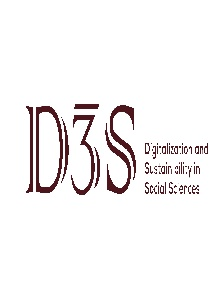 D3S
Digitalization and
Sustainability in
Social Sciences